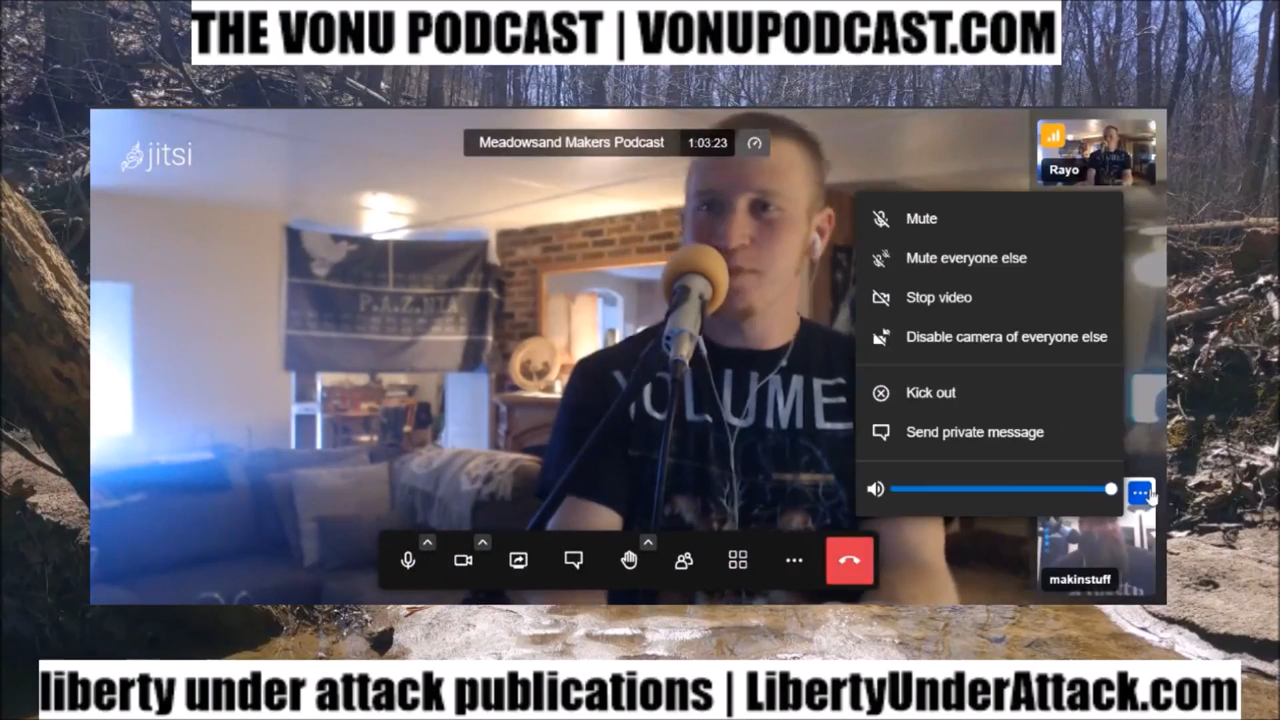 THE VONU PODCAST | VONUPODCAST.COM
jitsi
Meadowsand Makers Podcast 1:03:23
Rayo
Mute
Mute everyone else
Stop video
Disable camera of everyone else
Kick out
Send private message
P.A.Z.NIA
VOLUME
makinstuff
liberty under attack publications | LibertyUnderAttack.com